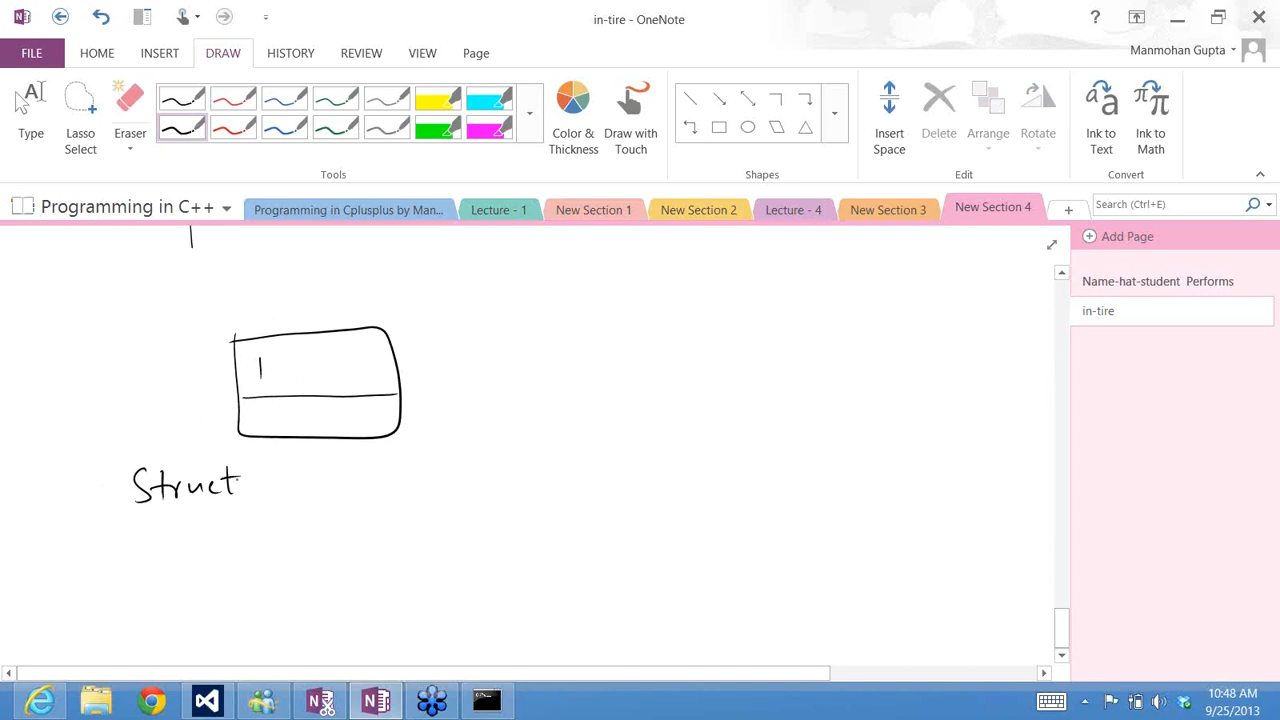 in-tire - OneNote
?
FILE
HOME
INSERT
DRAW
HISTORY
REVIEW
VIEW
Page
Manmohan Gupta
Type
Lasso
Select
Eraser
Color &
Thickness
Draw with
Touch
Insert
Space
Delete
Arrange
Rotate
Ink to
Text
Ink to
Math
Tools
Shapes
Edit
Convert
Programming in C++
Programming in Cplusplus by Man...
Lecture - 1
New Section 1
New Section 2
Lecture - 4
New Section 3
New Section 4
Search (Ctrl+E)
Add Page
Name-hat-student Performs
in-tire
1
Struct
10:48 AM
9/25/2013